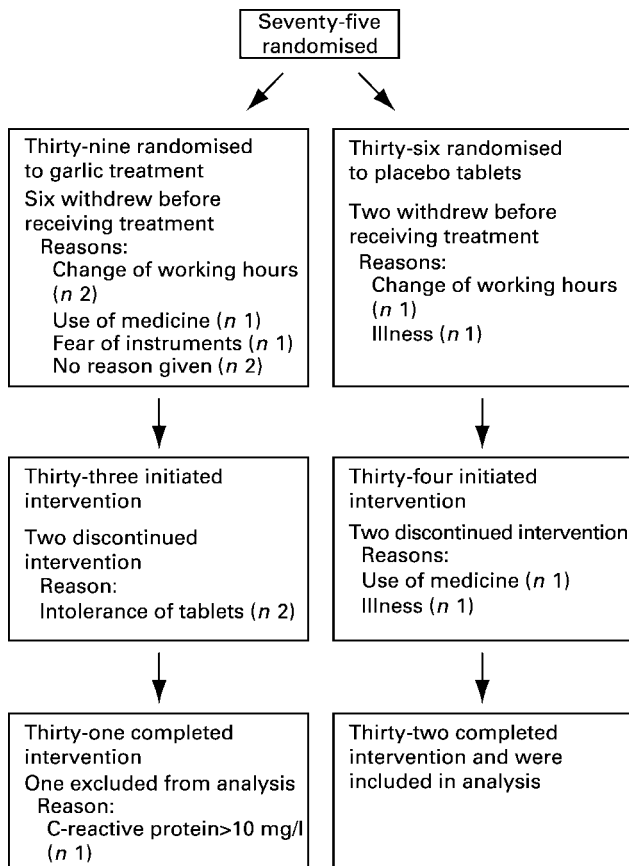 Seventy-five
randomised
Thirty-nine randomised
to garlic treatment
Six withdrew before
receiving treatment
Reasons:
Change of working hours
(n 2)
Use of medicine (n 1)
Fear of instruments (n 1)
No reason given (n 2)
Thirty-six randomised
to placebo tablets
Two withdrew before
receiving treatment
Reasons:
Change of working hours
(n 1)
Illness (n 1)
Thirty-three initiated
intervention
Two discontinued
intervention
Reason:
Intolerance of tablets (n 2)
Thirty-four initiated
intervention
Two discontinued intervention
Reasons:
Use of medicine (n 1)
Illness (n 1)
Thirty-one completed
intervention
One excluded from analysis
Reason:
C-reactive protein>10 mg/l
(n 1)
Thirty-two completed
intervention and were
included in analysis